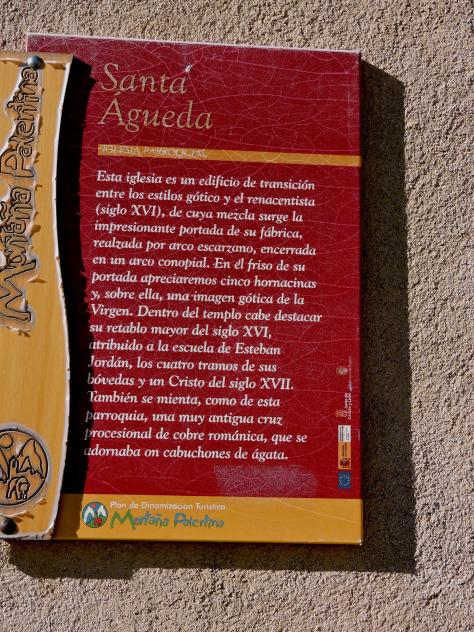 Montaña Palentina
Santa
Águeda
IGLESIA PARROQUIAL
Esta iglesia es un edificio de transición
entre los estilos gótico y el renacentista
(siglo XVI), de cuya mezcla surge la
impresionante portada de su fábrica,
realzada por arco escarzano, encerrada
en un arco conopial. En el friso de su
portada apreciaremos cinco hornacinas
y, sobre ella, una imagen gótica de la
Virgen. Dentro del templo cabe destacar
su retablo mayor del siglo XVI,
atribuido a la escuela de Esteban
Jordán, los cuatro tramos de sus
bóvedas y un Cristo del siglo XVII.
También se mienta, como de esta
parroquia, una muy antigua cruz
procesional de cobre románica, que se
adornaba on cabuchones de ágata.
Plan de Dinamización Turístico
Montaña Palentina